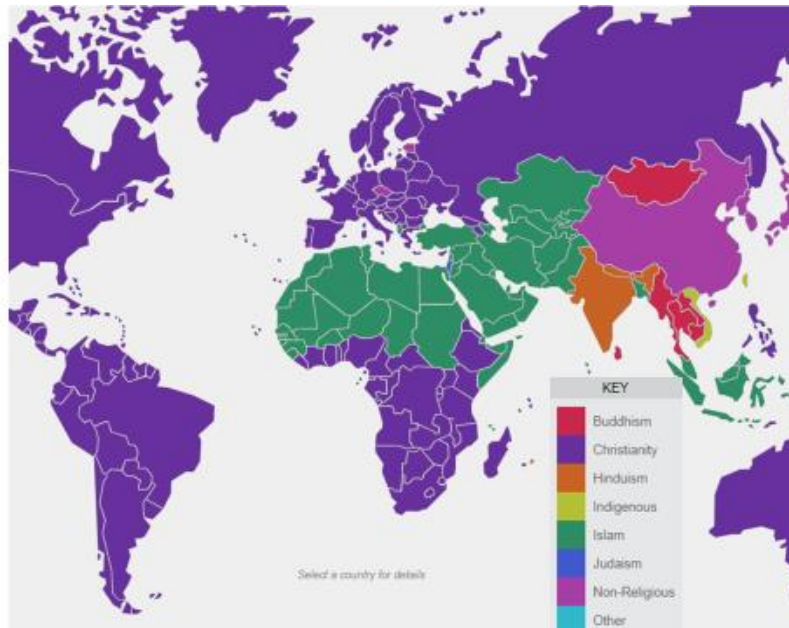 KEY
Buddhism
Christianity
Hinduism
Indigenous
Islam
Judaism
Non-Religious
Other
Select a country for details